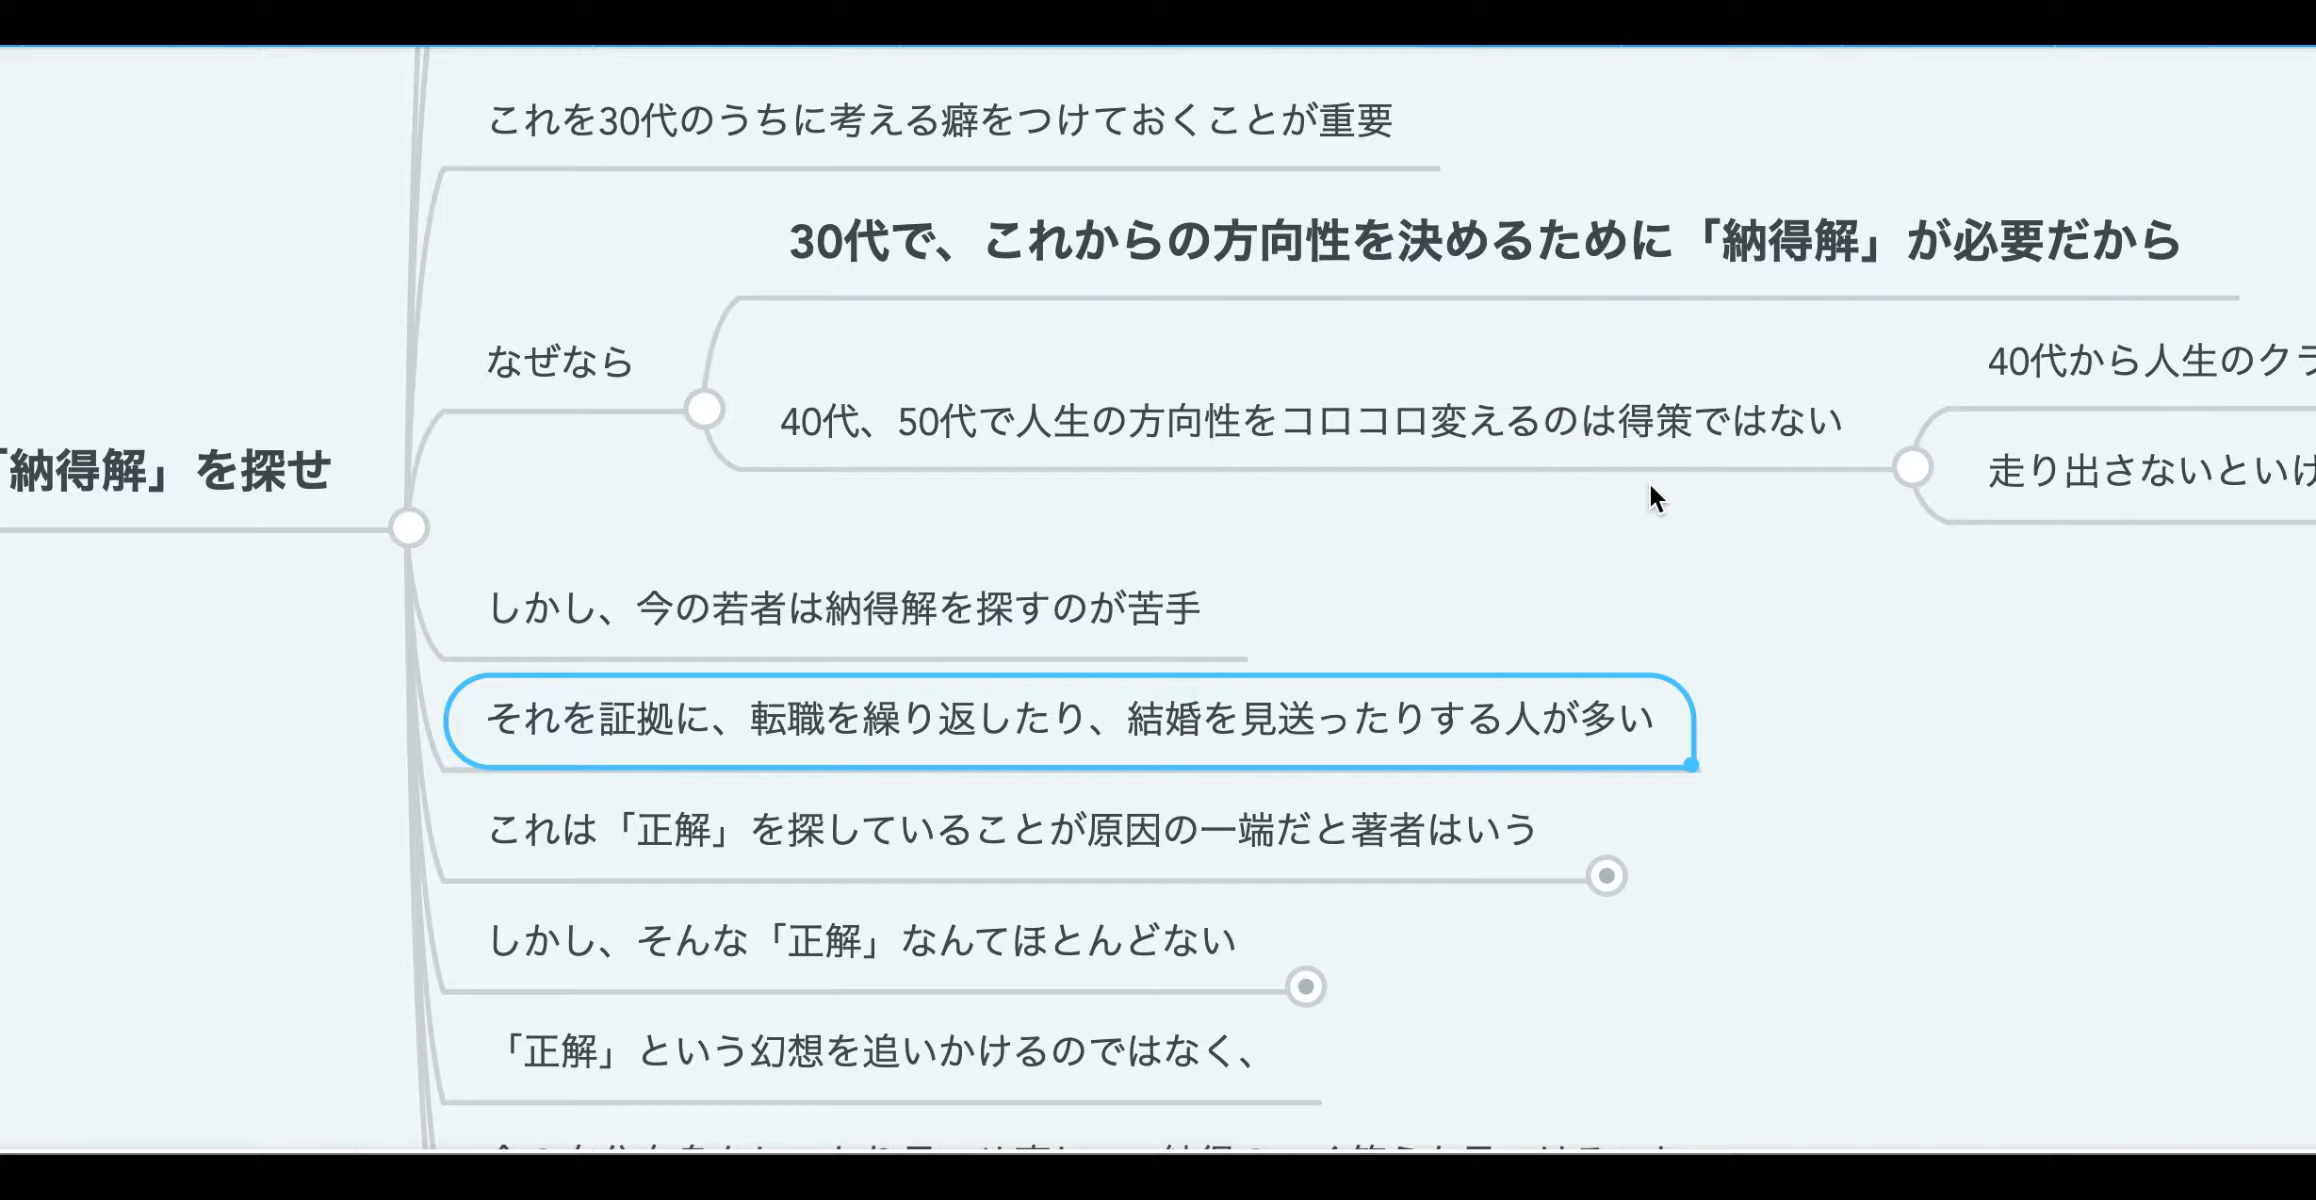 これを30代のうちに考える癖をつけておくことが重要
30代で、これからの方向性を決めるために「納得解」が必要だから
なぜなら
40代から人生のクラ
40代、50代で人生の方向性をコロコロ変えるのは得策ではない
「納得解」を探せ
走り出さないといけ
しかし、今の若者は納得解を探すのが苦手
それを証拠に、転職を繰り返したり、結婚を見送ったりする人が多い
これは「正解」を探していることが原因の一端だと著者はいう
しかし、そんな「正解」なんてほとんどない
「正解」という幻想を追いかけるのではなく、